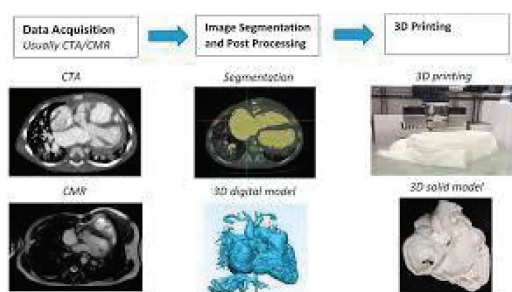 Data Acquisition
Usually CTA/CMR
Image Segmentation
and Post Processing
3D Printing
CTA
Segmentation
3D printing
CMR
3D digital model
3D solid model